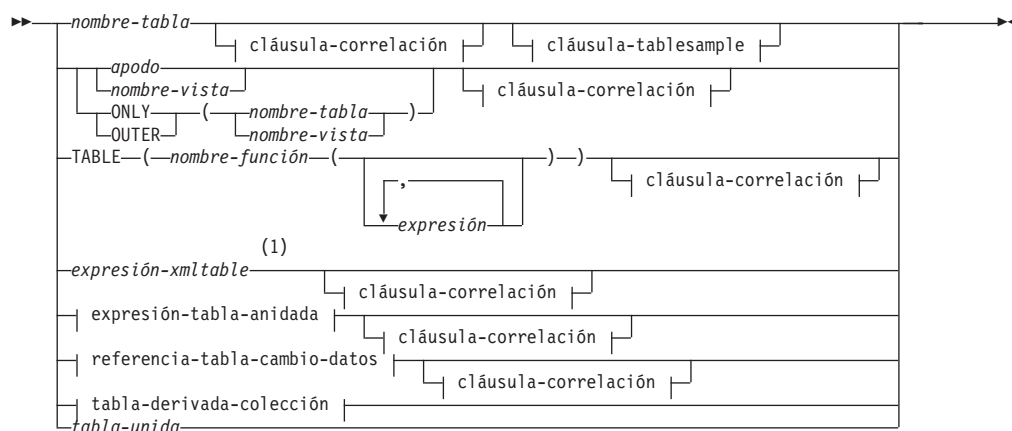 nombre-tabla
cláusula-correlación cláusula-tablesample
apodo
nombre-vista cláusula-correlación
ONLY ( nombre-tabla )
OUTER nombre-vista
TABLE ( nombre-función ( ) )
, cláusula-correlación
expresión
(1)
expresión-xmltable
cláusula-correlación
expresión-tabla-anidada
cláusula-correlación
referencia-tabla-cambio-datos
cláusula-correlación
tabla-derivada-colección
tabla-unida